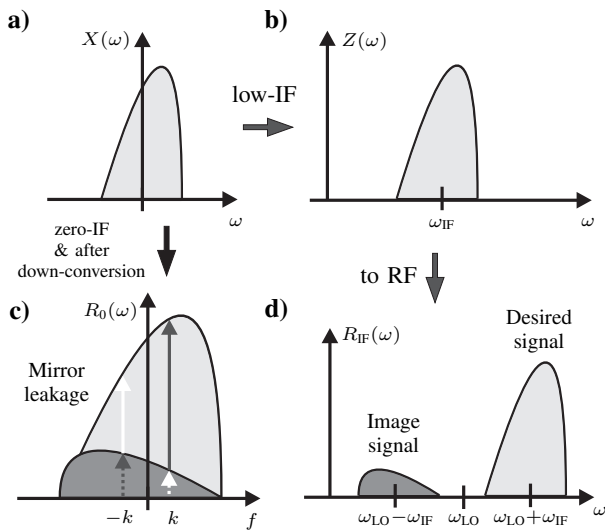 a)
X(ω)
ω
low-IF
b)
Z(ω)
ω_IF
ω
zero-IF
& after
down-conversion
to RF
c)
R_0(ω)
Mirror
leakage
−k
k
f
d)
R_IF(ω)
Desired
signal
Image
signal
ω_LO−ω_IF
ω_LO
ω_LO+ω_IF
ω